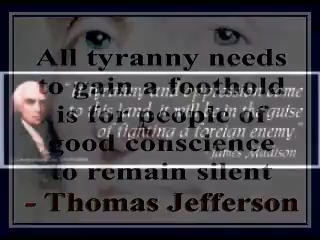 All tyranny needs
to gain a foothold
is for people of
good conscience
to remain silent
- Thomas Jefferson
"If Tyranny and Oppression come
to this land, it will be in the guise
of fighting a foreign enemy."
- James Madison